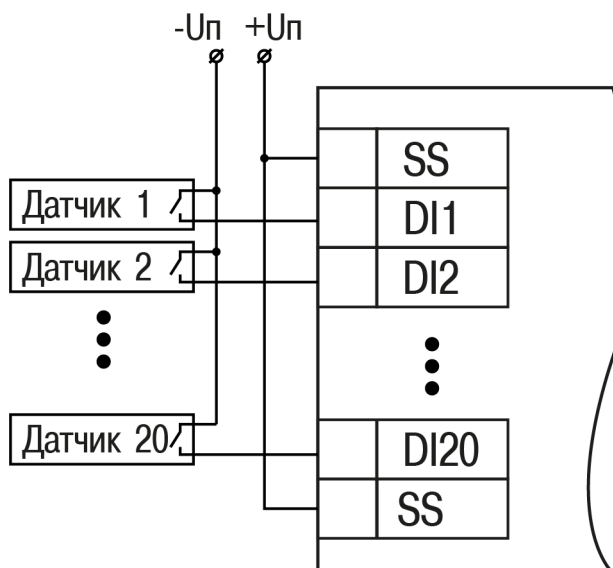 -Uп +Uп
SS
Датчик 1
DI1
Датчик 2
DI2
Датчик 20
DI20
SS